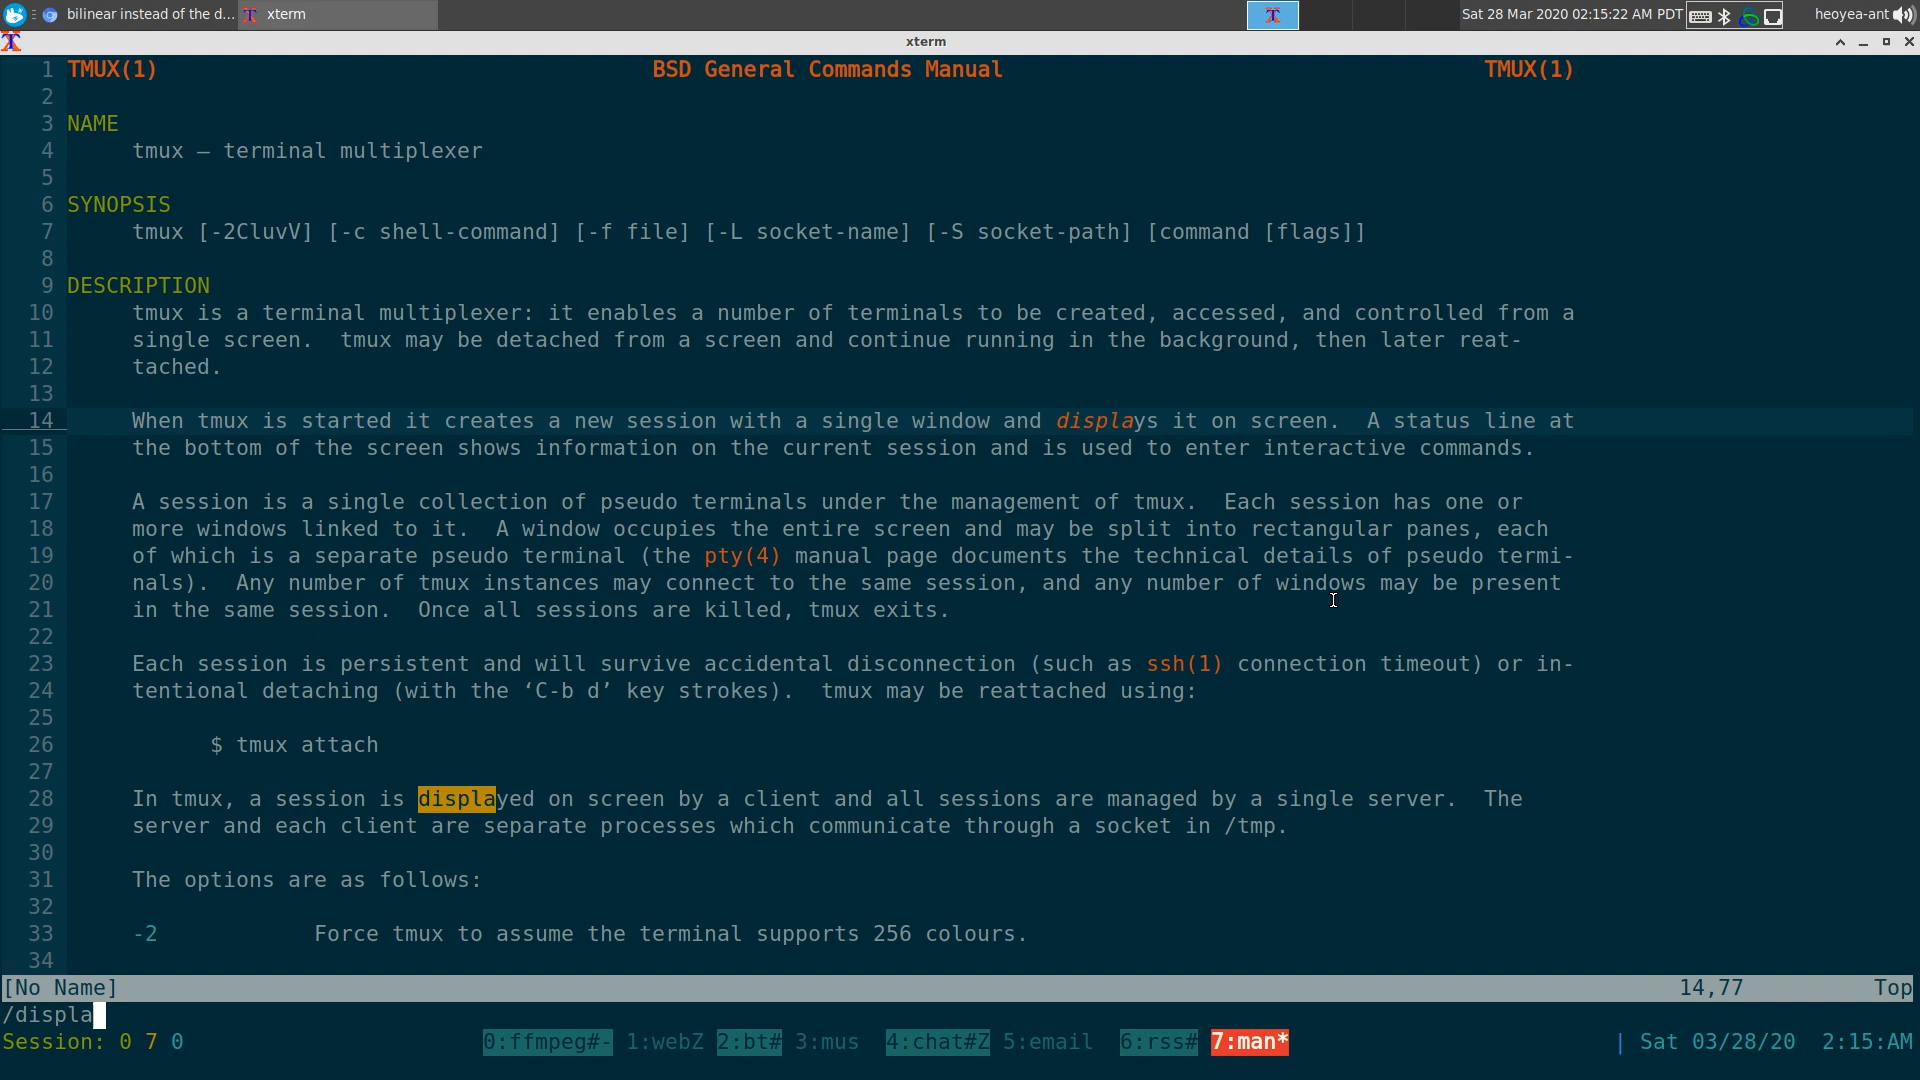 bilinear instead of the d... xterm Sat 28 Mar 2020 02:15:22 AM PDT heoyea-ant
xterm
1 TMUX(1) BSD General Commands Manual TMUX(1)
2
3 NAME
4 tmux — terminal multiplexer
5
6 SYNOPSIS
7 tmux [-2CluvV] [-c shell-command] [-f file] [-L socket-name] [-S socket-path] [command [flags]]
8
9 DESCRIPTION
10 tmux is a terminal multiplexer: it enables a number of terminals to be created, accessed, and controlled from a
11 single screen.  tmux may be detached from a screen and continue running in the background, then later reat-
12 tached.
13
14 When tmux is started it creates a new session with a single window and displays it on screen.  A status line at
15 the bottom of the screen shows information on the current session and is used to enter interactive commands.
16
17 A session is a single collection of pseudo terminals under the management of tmux.  Each session has one or
18 more windows linked to it.  A window occupies the entire screen and may be split into rectangular panes, each
19 of which is a separate pseudo terminal (the pty(4) manual page documents the technical details of pseudo termi-
20 nals).  Any number of tmux instances may connect to the same session, and any number of windows may be present
21 in the same session.  Once all sessions are killed, tmux exits.
22
23 Each session is persistent and will survive accidental disconnection (such as ssh(1) connection timeout) or in-
24 tentional detaching (with the ‘C-b d’ key strokes).  tmux may be reattached using:
25
26 $ tmux attach
27
28 In tmux, a session is displayed on screen by a client and all sessions are managed by a single server.  The
29 server and each client are separate processes which communicate through a socket in /tmp.
30
31 The options are as follows:
32
33 -2 Force tmux to assume the terminal supports 256 colours.
34
[No Name] 14,77 Top
/displa
Session: 0 7 0 0:ffmpeg#- 1:webZ 2:bt# 3:mus 4:chat#Z 5:email 6:rss# 7:man* | Sat 03/28/20 2:15:AM